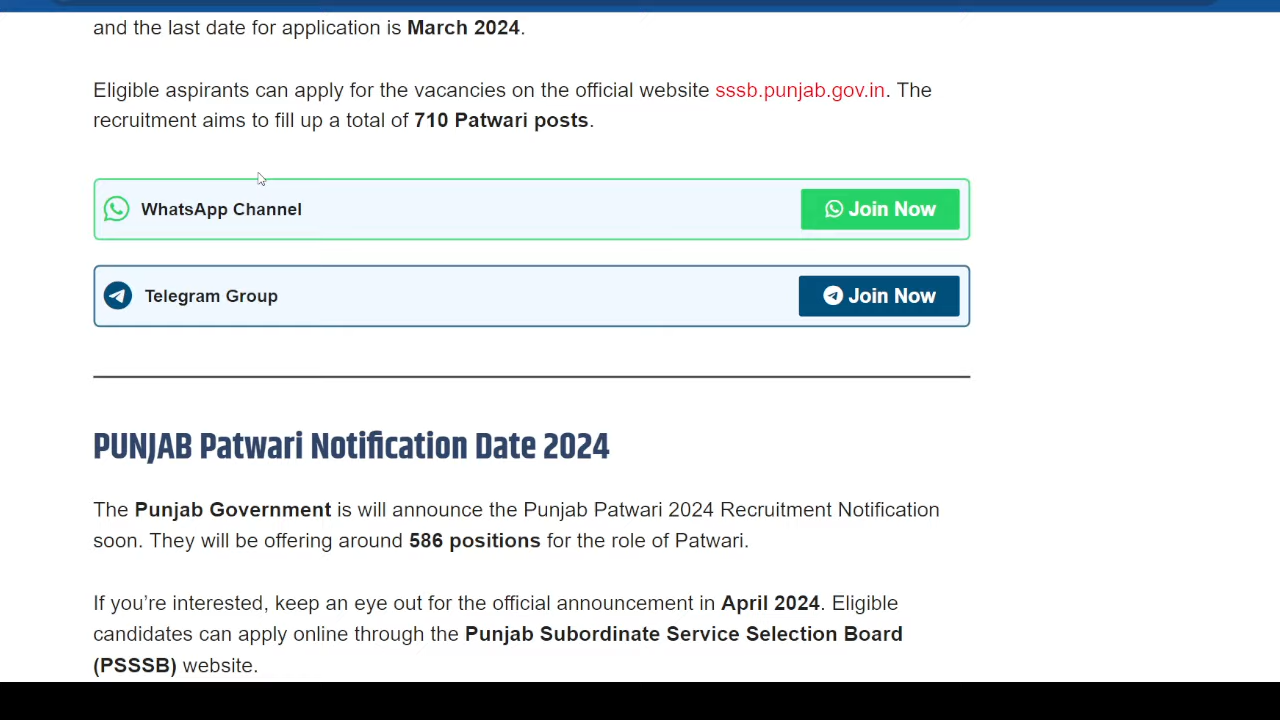 and the last date for application is March 2024.
Eligible aspirants can apply for the vacancies on the official website sssb.punjab.gov.in. The
recruitment aims to fill up a total of 710 Patwari posts.
WhatsApp Channel
Join Now
Telegram Group
Join Now
PUNJAB Patwari Notification Date 2024
The Punjab Government is will announce the Punjab Patwari 2024 Recruitment Notification
soon. They will be offering around 586 positions for the role of Patwari.
If you’re interested, keep an eye out for the official announcement in April 2024. Eligible
candidates can apply online through the Punjab Subordinate Service Selection Board
(PSSSB) website.